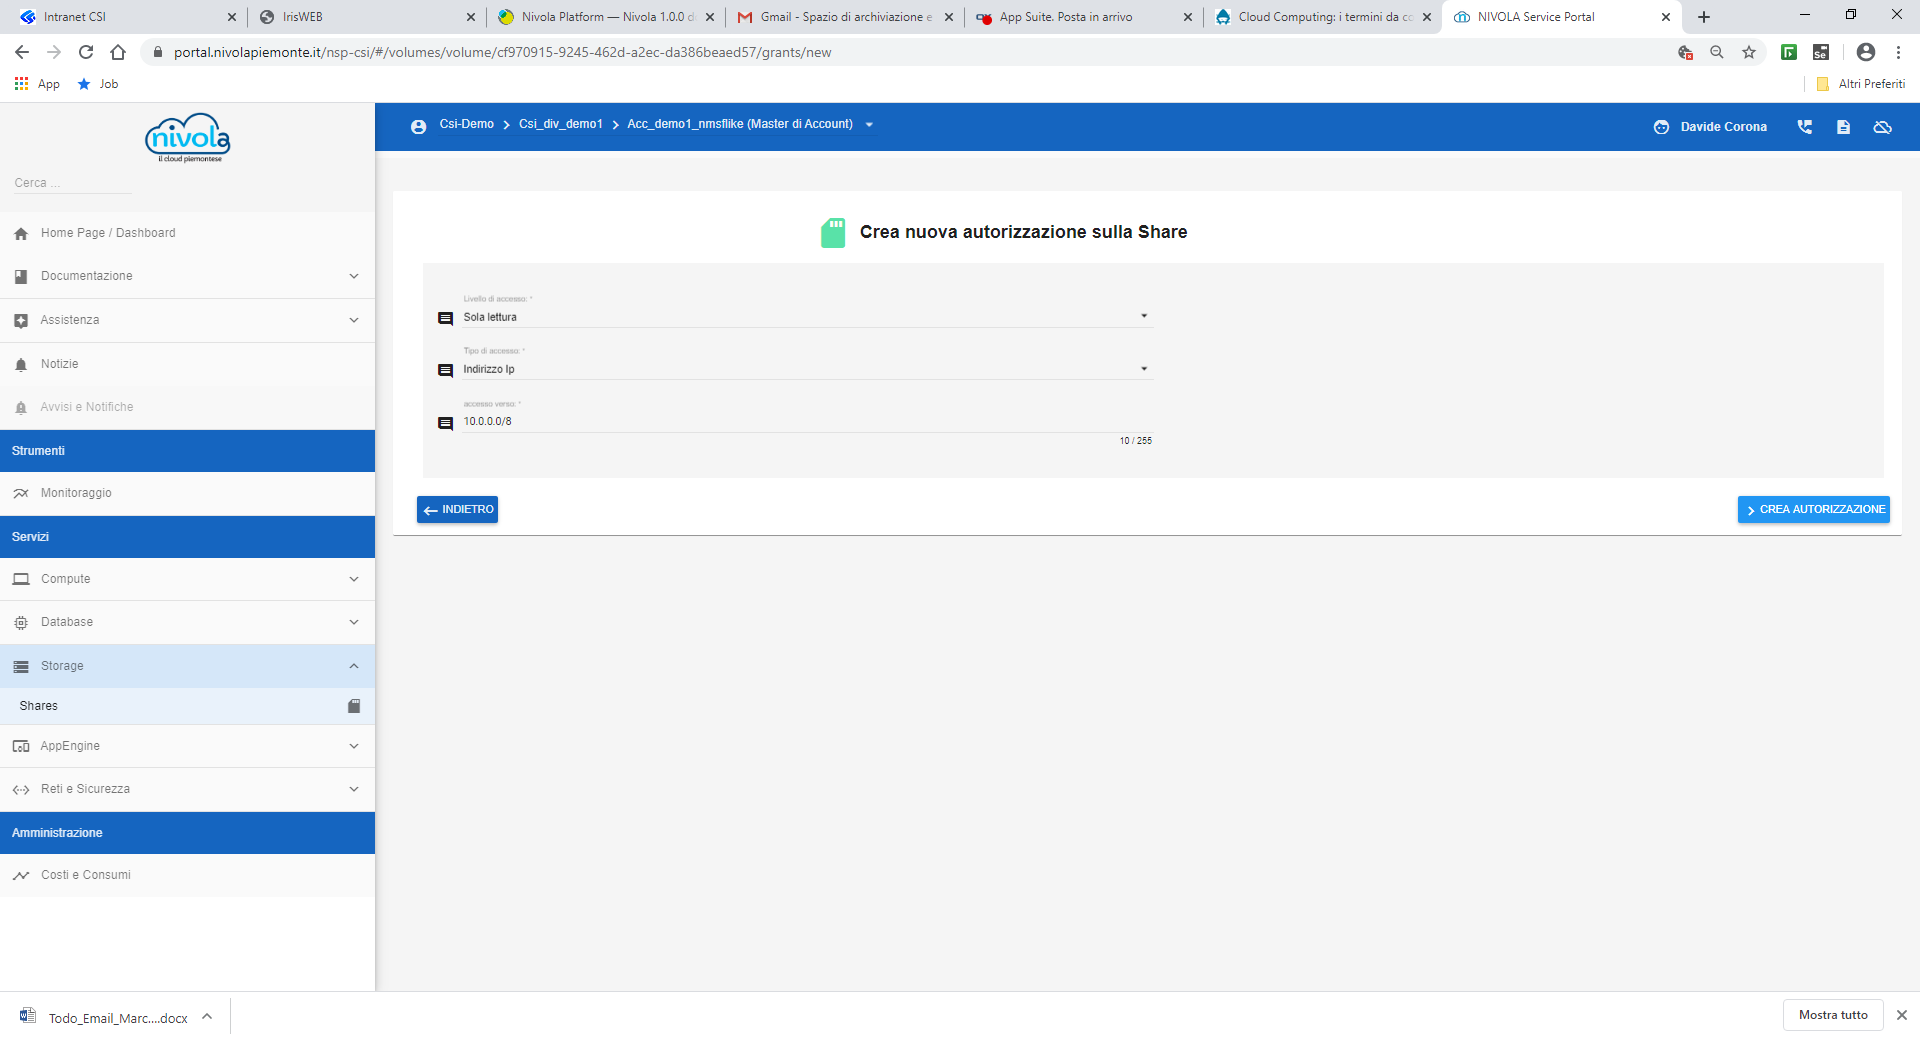 Intranet CSI
IrisWEB
Nivola Platform — Nivola 1.0.0 d
Gmail - Spazio di archiviazione e
App Suite. Posta in arrivo
Cloud Computing: i termini da co
NIVOLA Service Portal
portal.nivolapiemonte.it/nsp-csi/#/volumes/volume/cf970915-9245-462d-a2ec-da386beaed57/grants/new
App
Job
Altri Preferiti
nivola
il cloud piemontese
Cerca ...
Csi-Demo
Csi_div_demo1
Acc_demo1_nmsflike (Master di Account)
Davide Corona
Home Page / Dashboard
Documentazione
Assistenza
Notizie
Avvisi e Notifiche
Strumenti
Monitoraggio
Servizi
Compute
Database
Storage
Shares
AppEngine
Reti e Sicurezza
Amministrazione
Costi e Consumi
Crea nuova autorizzazione sulla Share
Livello di accesso: *
Sola lettura
Tipo di accesso: *
Indirizzo Ip
accesso verso: *
10.0.0.0/8
10 / 255
INDIETRO
CREA AUTORIZZAZIONE
Todo_Email_Marc....docx
Mostra tutto